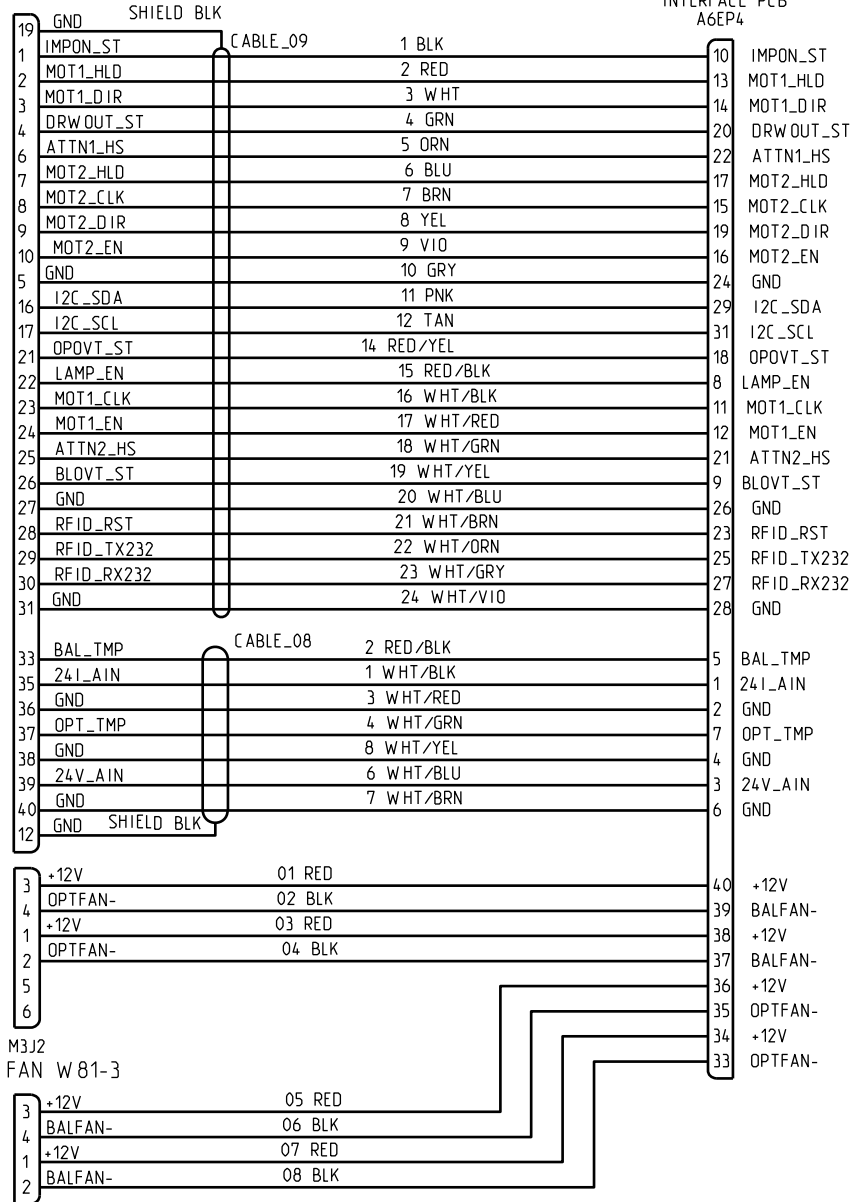 INTERFACE PCB
A6EP4
19 GND SHIELD BLK
CABLE_09
1 IMPON_ST 1 BLK 10 IMPON_ST
2 MOT1_HLD 2 RED 13 MOT1_HLD
3 MOT1_DIR 3 WHT 14 MOT1_DIR
4 DRWOUT_ST 4 GRN 20 DRWOUT_ST
6 ATTN1_HS 5 ORN 22 ATTN1_HS
7 MOT2_HLD 6 BLU 17 MOT2_HLD
8 MOT2_CLK 7 BRN 15 MOT2_CLK
9 MOT2_DIR 8 YEL 19 MOT2_DIR
10 MOT2_EN 9 VIO 16 MOT2_EN
5 GND 10 GRY 24 GND
16 I2C_SDA 11 PNK 29 I2C_SDA
17 I2C_SCL 12 TAN 31 I2C_SCL
21 OPOVT_ST 14 RED/YEL 18 OPOVT_ST
22 LAMP_EN 15 RED/BLK 8 LAMP_EN
23 MOT1_CLK 16 WHT/BLK 11 MOT1_CLK
24 MOT1_EN 17 WHT/RED 12 MOT1_EN
25 ATTN2_HS 18 WHT/GRN 21 ATTN2_HS
26 BLOVT_ST 19 WHT/YEL 9 BLOVT_ST
27 GND 20 WHT/BLU 26 GND
28 RFID_RST 21 WHT/BRN 23 RFID_RST
29 RFID_TX232 22 WHT/ORN 25 RFID_TX232
30 RFID_RX232 23 WHT/GRY 27 RFID_RX232
31 GND 24 WHT/VIO 28 GND
CABLE_08
33 BAL_TMP 2 RED/BLK 5 BAL_TMP
35 24I_AIN 1 WHT/BLK 1 24I_AIN
36 GND 3 WHT/RED 2 GND
37 OPT_TMP 4 WHT/GRN 7 OPT_TMP
38 GND 8 WHT/YEL 4 GND
39 24V_AIN 6 WHT/BLU 3 24V_AIN
40 GND 7 WHT/BRN 6 GND
12 GND SHIELD BLK
3 +12V 01 RED 40 +12V
4 OPTFAN- 02 BLK 39 BALFAN-
1 +12V 03 RED 38 +12V
2 OPTFAN- 04 BLK 37 BALFAN-
5 36 +12V
6 35 OPTFAN-
34 +12V
33 OPTFAN-
M3J2
FAN W81-3
3 +12V 05 RED
4 BALFAN- 06 BLK
1 +12V 07 RED
2 BALFAN- 08 BLK